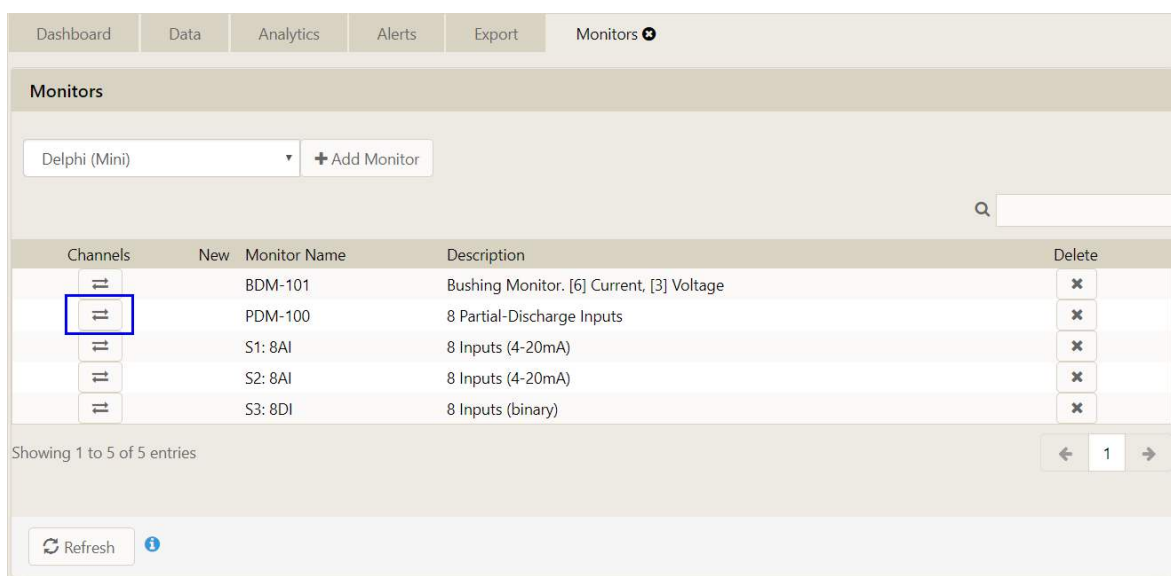 Dashboard Data Analytics Alerts Export Monitors
Monitors
Delphi (Mini) Add Monitor
Channels New Monitor Name Description Delete
BDM-101 Bushing Monitor. [6] Current, [3] Voltage
PDM-100 8 Partial-Discharge Inputs
S1: 8AI 8 Inputs (4-20mA)
S2: 8AI 8 Inputs (4-20mA)
S3: 8DI 8 Inputs (binary)
Showing 1 to 5 of 5 entries 1
Refresh